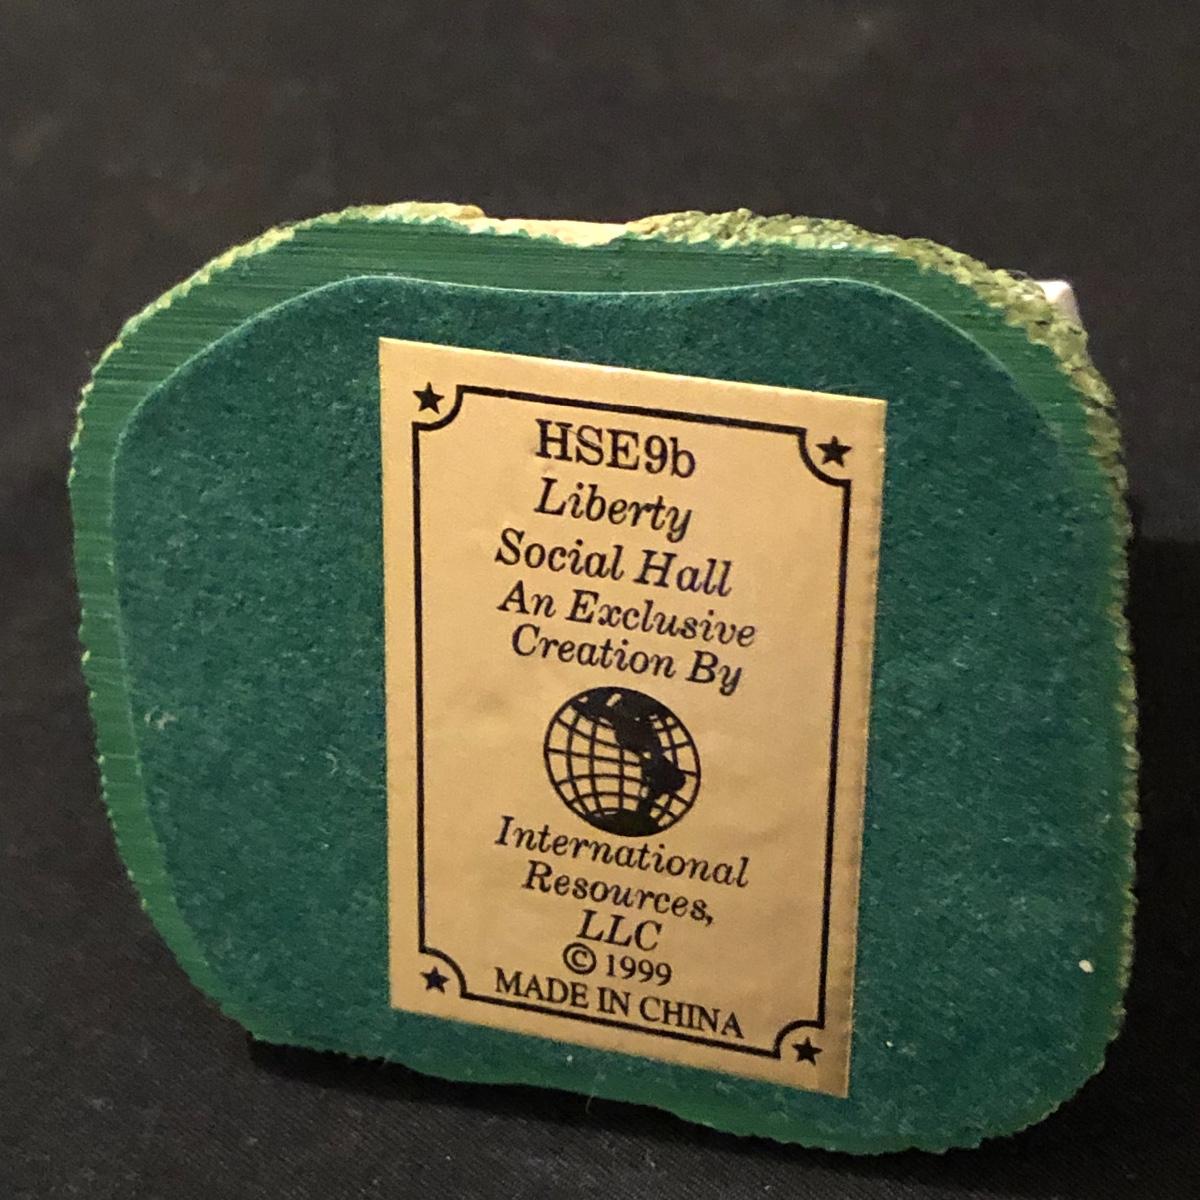 HSE9b
Liberty
Social Hall
An Exclusive
Creation By
International
Resources,
LLC
© 1999
MADE IN CHINA